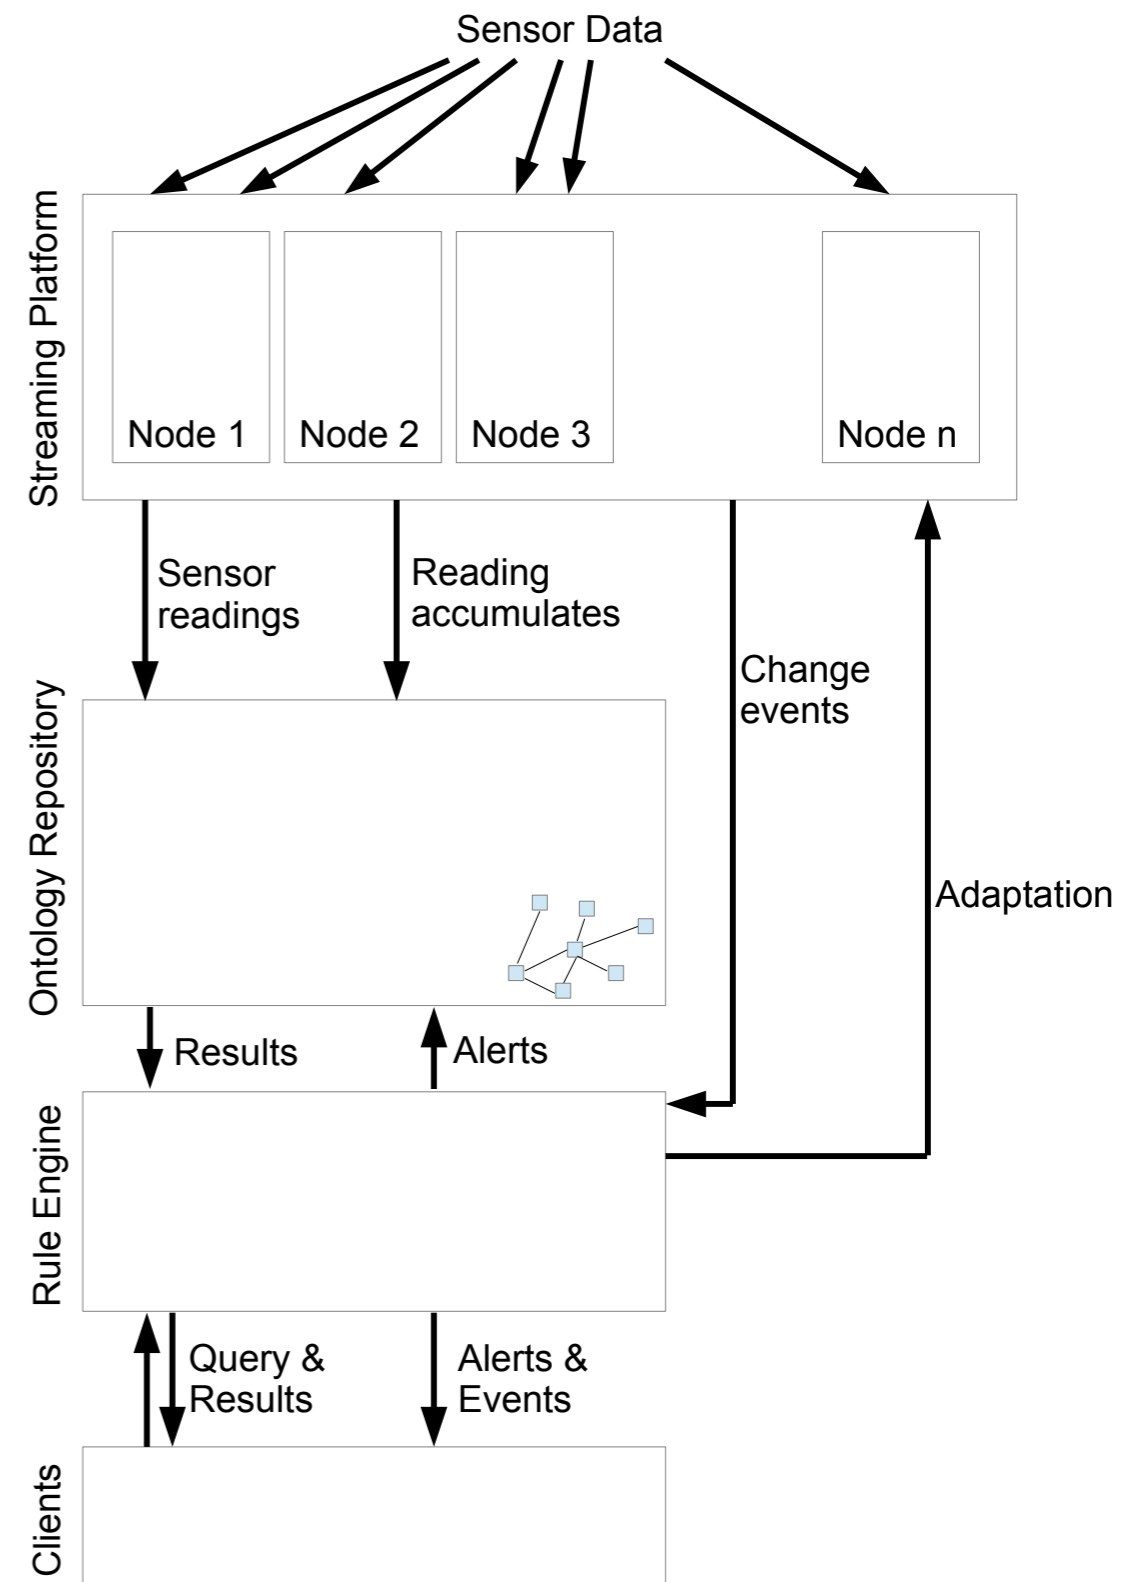 Sensor Data
Streaming Platform
Node 1
Node 2
Node 3
Node n
Sensor
readings
Reading
accumulates
Change
events
Ontology Repository
Adaptation
Results
Alerts
Rule Engine
Query &
Results
Alerts &
Events
Clients